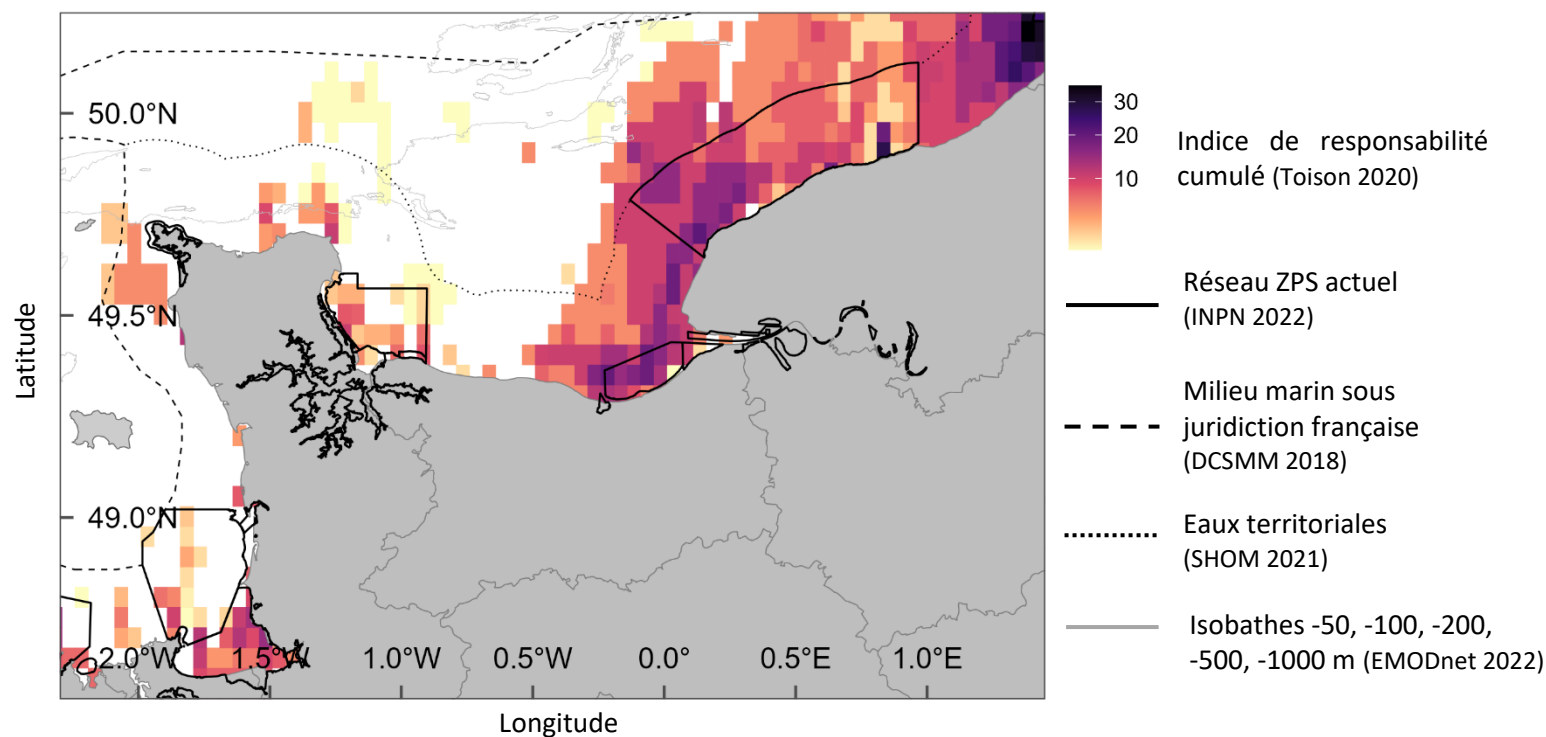 50.0°N
49.5°N
49.0°N
2.0°W
1.5°W
1.0°W
0.5°W
0.0°
0.5°E
1.0°E
Latitude
Longitude
30
20
10
Indice de responsabilité
cumulé (Toison 2020)
Réseau ZPS actuel
(INPN 2022)
Milieu marin sous
juridiction française
(DCSMM 2018)
Eaux territoriales
(SHOM 2021)
Isobathes -50, -100, -200,
-500, -1000 m (EMODnet 2022)